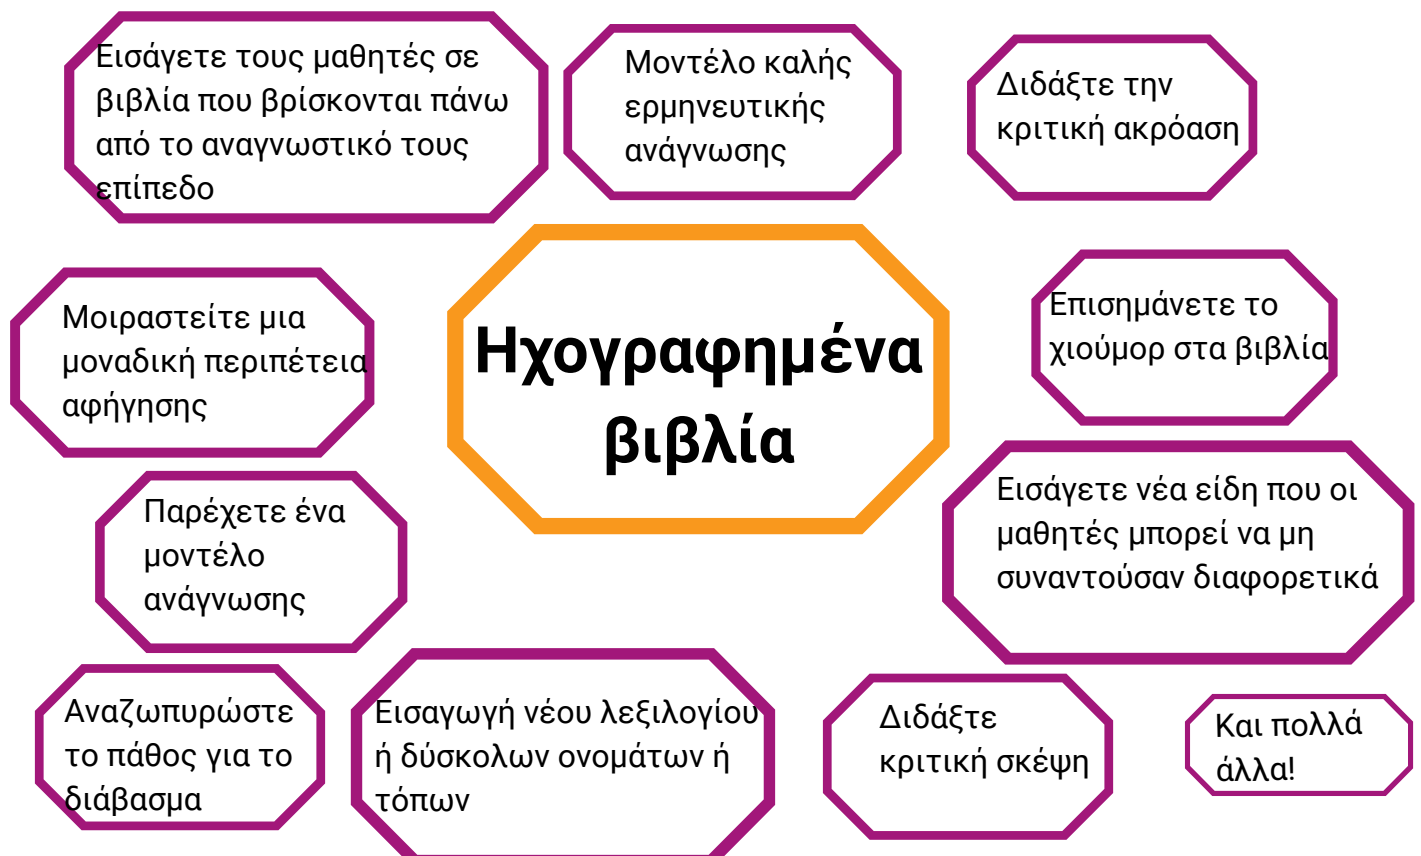 Εισάγετε τους μαθητές σε
βιβλία που βρίσκονται πάνω
από το αναγνωστικό τους
επίπεδο
Μοντέλο καλής
ερμηνευτικής
ανάγνωσης
Διδάξτε την
κριτική ακρόαση
Μοιραστείτε μια
μοναδική περιπέτεια
αφήγησης
Ηχογραφημένα
βιβλία
Επισημάνετε το
χιούμορ στα βιβλία
Παρέχετε ένα
μοντέλο
ανάγνωσης
Εισάγετε νέα είδη που οι
μαθητές μπορεί να μη
συναντούσαν διαφορετικά
Αναζωπυρώστε
το πάθος για το
διάβασμα
Εισαγωγή νέου λεξιλογίου
ή δύσκολων ονομάτων ή
τόπων
Διδάξτε
κριτική σκέψη
Και πολλά
άλλα!